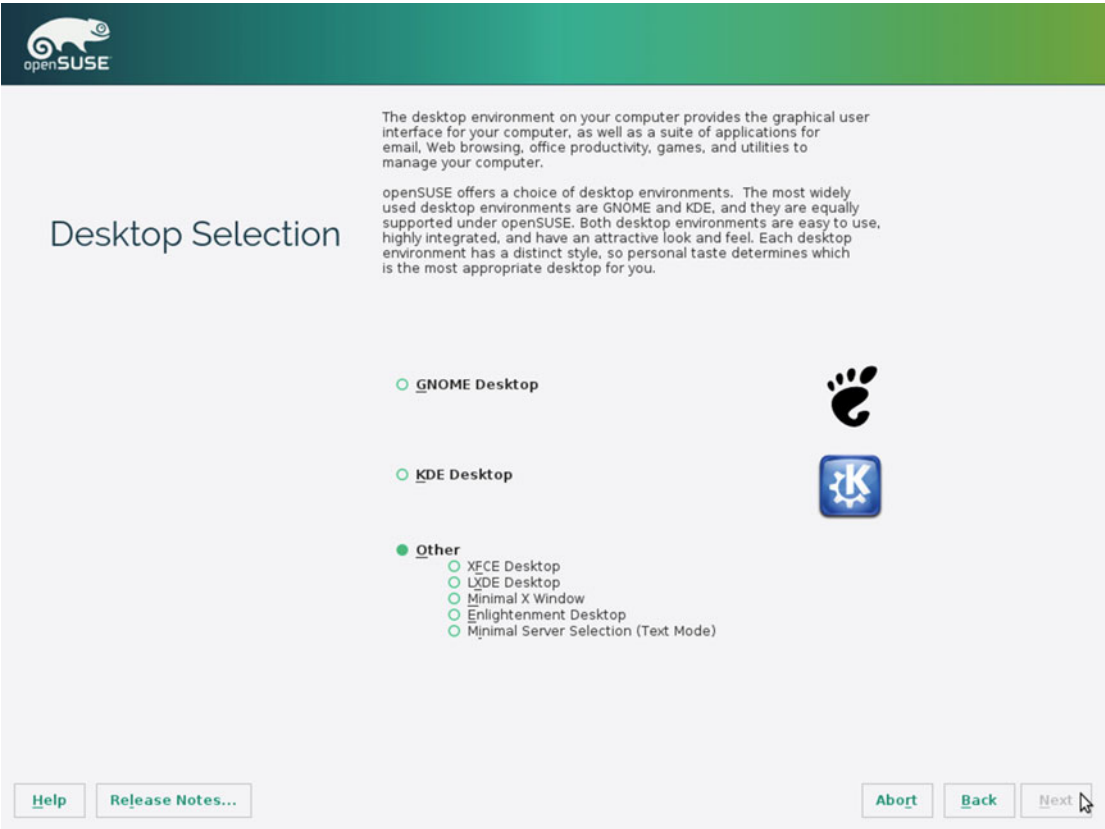 openSUSE
The desktop environment on your computer provides the graphical user
interface for your computer, as well as a suite of applications for
email, Web browsing, office productivity, games, and utilities to
manage your computer.
openSUSE offers a choice of desktop environments.  The most widely
used desktop environments are GNOME and KDE, and they are equally
supported under openSUSE. Both desktop environments are easy to use,
highly integrated, and have an attractive look and feel. Each desktop
environment has a distinct style, so personal taste determines which
is the most appropriate desktop for you.
Desktop Selection
GNOME Desktop
KDE Desktop
K
Other
XFCE Desktop
LXDE Desktop
Minimal X Window
Enlightenment Desktop
Minimal Server Selection (Text Mode)
Help
Release Notes...
Abort
Back
Next